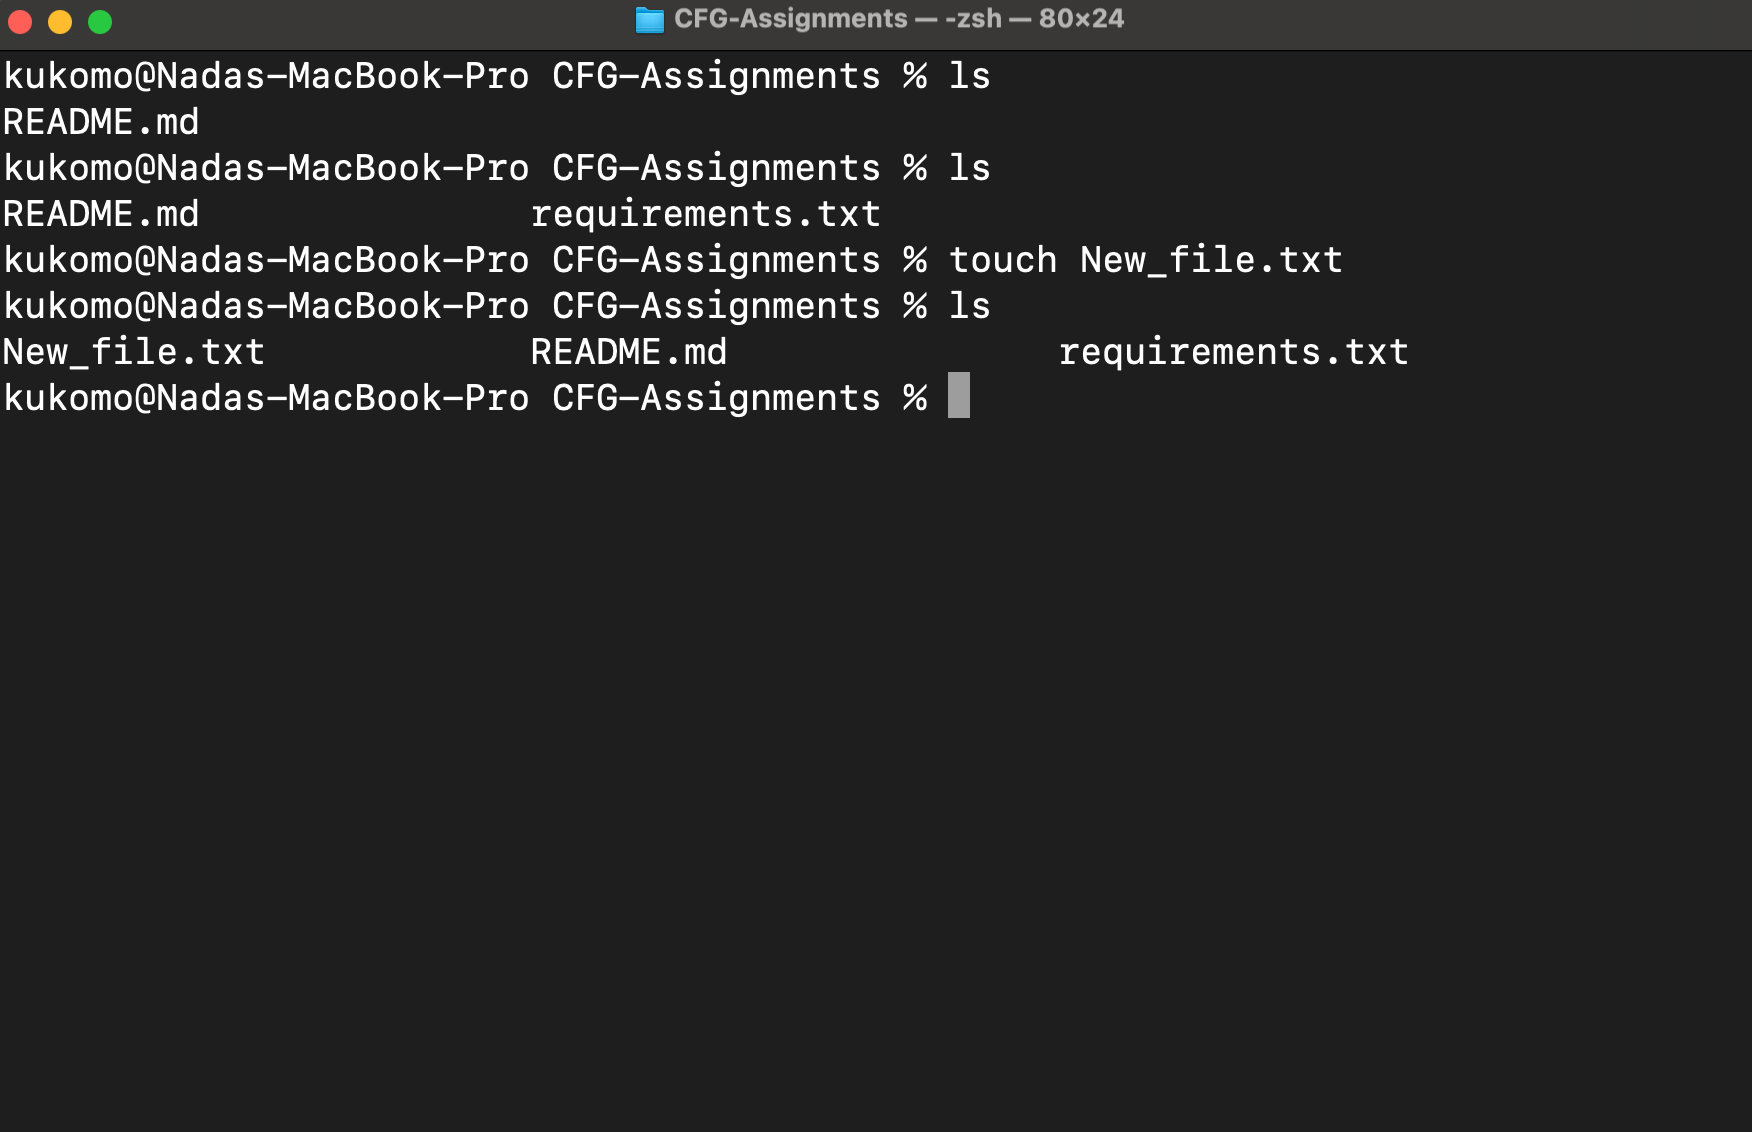 CFG-Assignments — -zsh — 80×24
kukomo@Nadas-MacBook-Pro CFG-Assignments % ls
README.md
kukomo@Nadas-MacBook-Pro CFG-Assignments % ls
README.md requirements.txt
kukomo@Nadas-MacBook-Pro CFG-Assignments % touch New_file.txt
kukomo@Nadas-MacBook-Pro CFG-Assignments % ls
New_file.txt README.md requirements.txt
kukomo@Nadas-MacBook-Pro CFG-Assignments %